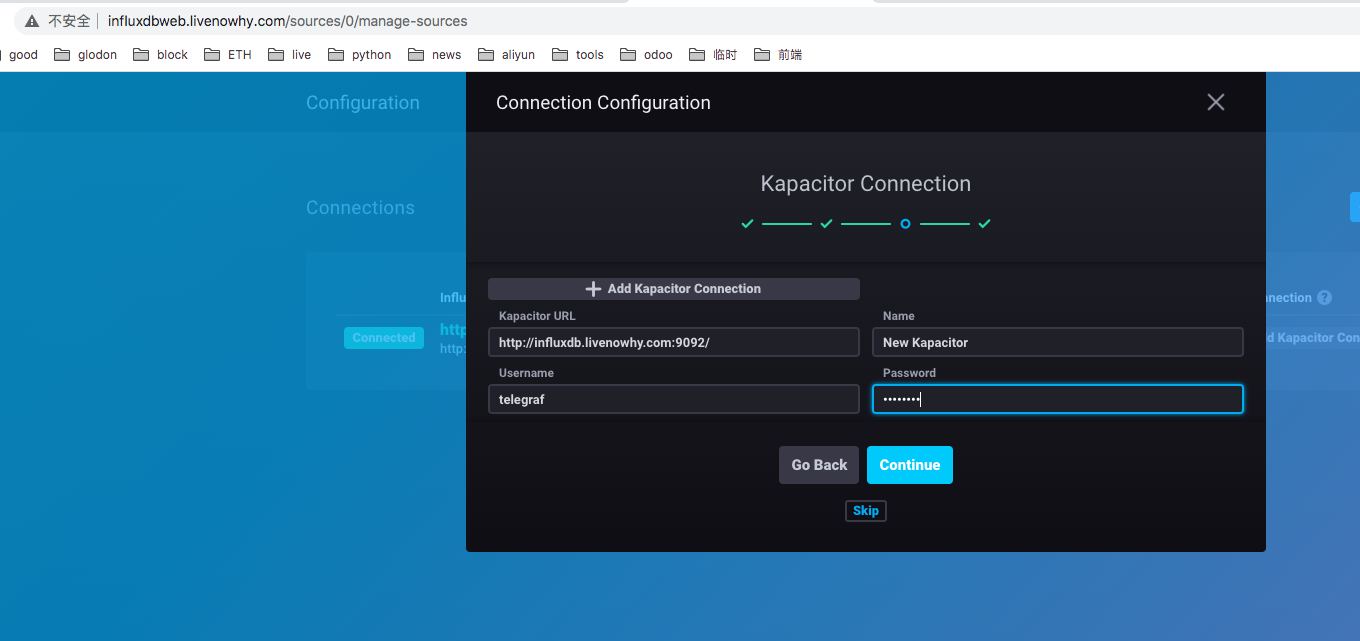 不安全 influxdbweb.livenowhy.com/sources/0/manage-sources
good glodon block ETH live python news aliyun tools odoo 临时 前端
Configuration
Connection Configuration
Kapacitor Connection
Connections
Add Kapacitor Connection
Influ
nnection ?
Kapacitor URL
Name
Connected
http
http:
http://influxdb.livenowhy.com:9092/
New Kapacitor
d Kapacitor Con
Username
Password
telegraf
••••••••
Go Back
Continue
Skip